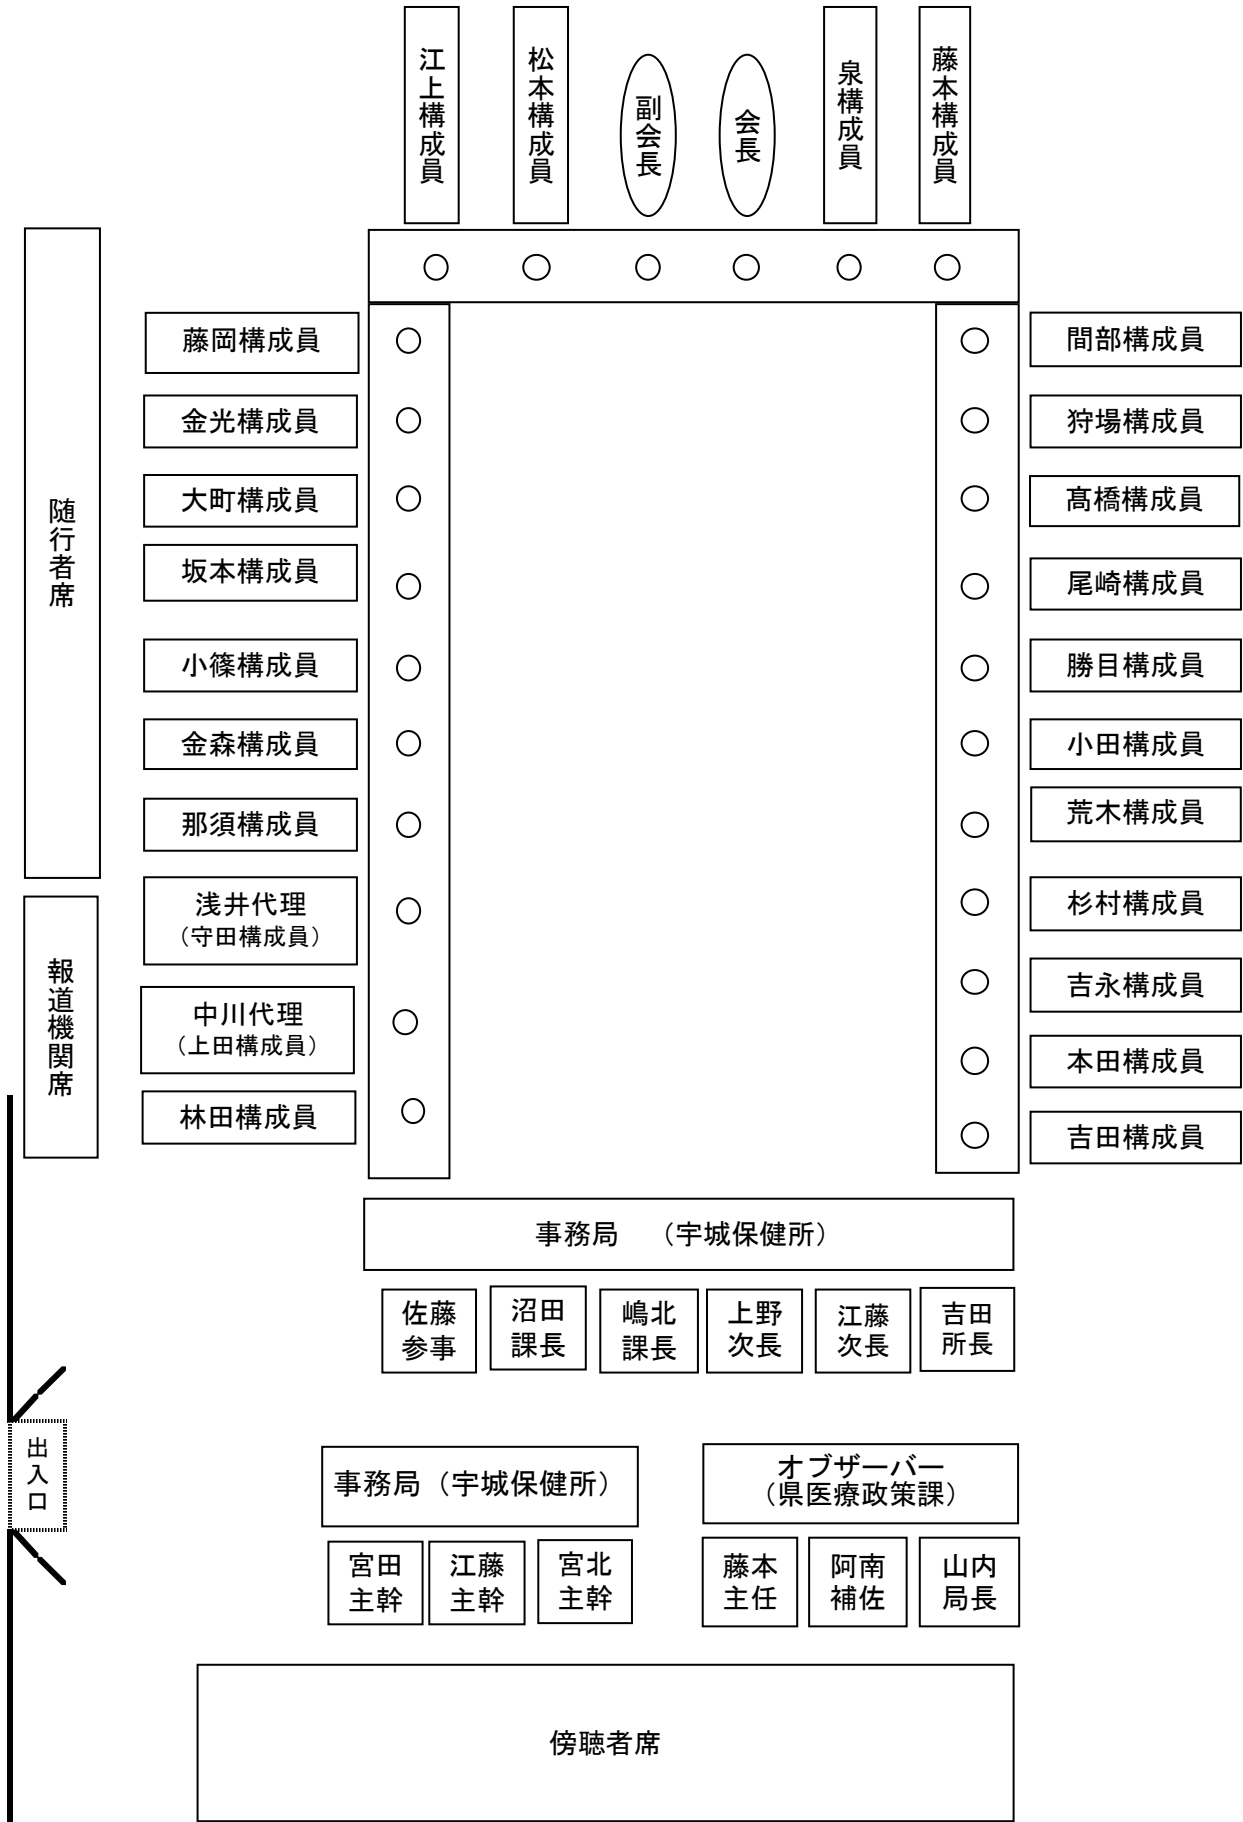 江上構成員
松本構成員
副会長
会長
泉構成員
藤本構成員
随行者席
報道機関席
藤岡構成員
金光構成員
大町構成員
坂本構成員
小篠構成員
金森構成員
那須構成員
浅井代理
（守田構成員）
中川代理
（上田構成員）
林田構成員
間部構成員
狩場構成員
髙橋構成員
尾崎構成員
勝目構成員
小田構成員
荒木構成員
杉村構成員
吉永構成員
本田構成員
吉田構成員
事務局　（宇城保健所）
佐藤
参事
沼田
課長
嶋北
課長
上野
次長
江藤
次長
吉田
所長
出入口
事務局（宇城保健所）
宮田
主幹
江藤
主幹
宮北
主幹
オブザーバー
（県医療政策課）
藤本
主任
阿南
補佐
山内
局長
傍聴者席